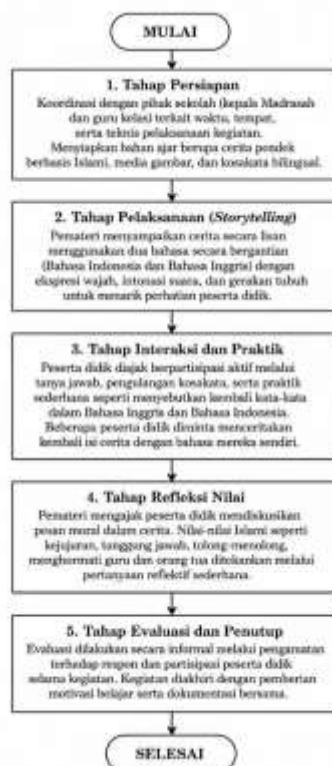 MULAI
1. Tahap Persiapan
Koordinasi dengan pihak sekolah (kepala Madrasah
dan guru kelas) terkait waktu, tempat,
serta teknis pelaksanaan kegiatan.
Menyiapkan bahan ajar berupa cerita pendek
berbasis Islami, media gambar, dan kosakata bilingual.
2. Tahap Pelaksanaan (Storytelling)
Pemateri menyampaikan cerita secara lisan
menggunakan dua bahasa secara bergantian
(Bahasa Indonesia dan Bahasa Inggris) dengan
ekspresi wajah, intonasi suara, dan gerakan tubuh
untuk menarik perhatian peserta didik.
3. Tahap Interaksi dan Praktik
Peserta didik diajak berpartisipasi aktif melalui
tanya jawab, pengulangan kosakata, serta praktik
sederhana seperti menyebutkan kembali kata-kata
dalam Bahasa Inggris dan Bahasa Indonesia.
Beberapa peserta didik diminta menceritakan
kembali isi cerita dengan bahasa mereka sendiri.
4. Tahap Refleksi Nilai
Pemateri mengajak peserta didik mendiskusikan
pesan moral dalam cerita. Nilai-nilai Islami seperti
kejujuran, tanggung jawab, tolong-menolong,
menghormati guru dan orang tua ditekankan melalui
pertanyaan reflektif sederhana.
5. Tahap Evaluasi dan Penutup
Evaluasi dilakukan secara informal melalui pengamatan
terhadap respon dan partisipasi peserta didik
selama kegiatan. Kegiatan diakhiri dengan pemberian
motivasi belajar serta dokumentasi bersama.
SELESAI